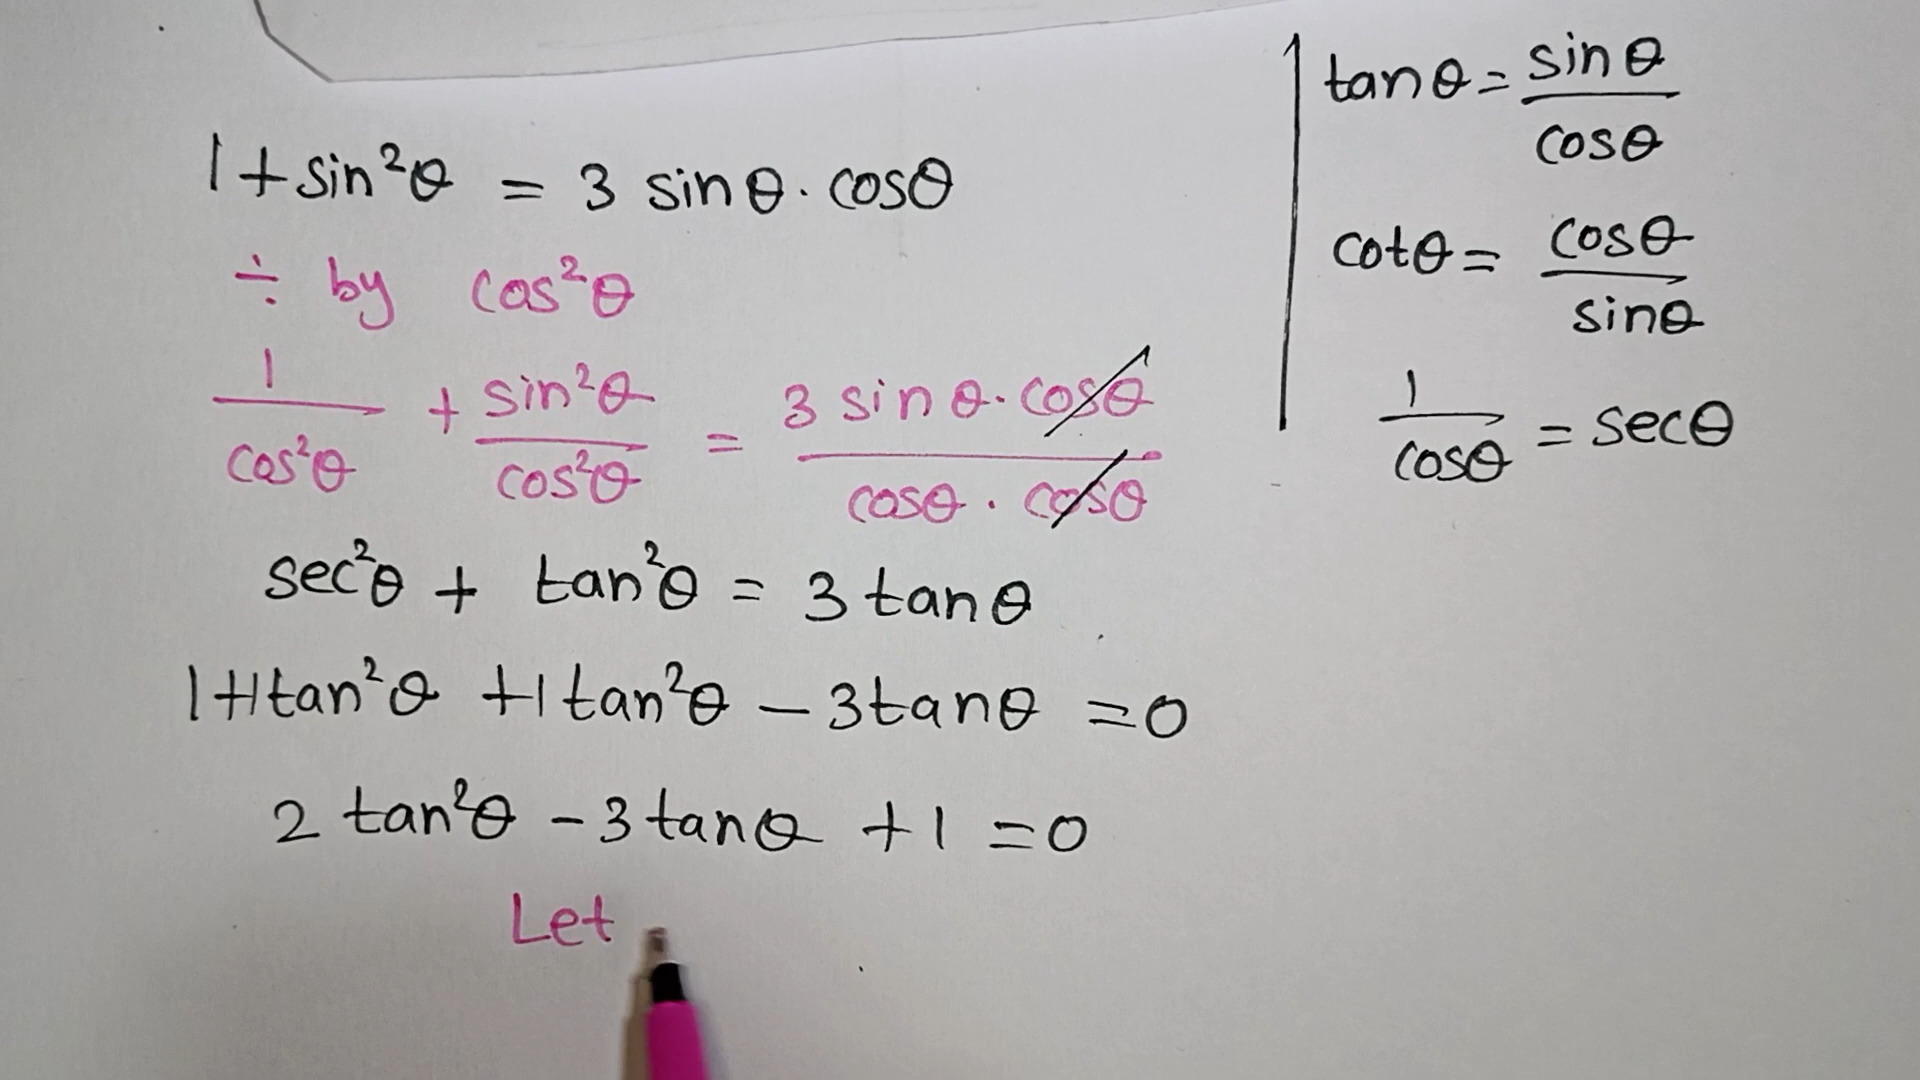 1 + sin²θ = 3 sinθ · cosθ
÷ by cos²θ
1/cos²θ + sin²θ/cos²θ = 3 sinθ · cosθ/cosθ · cosθ
sec²θ + tan²θ = 3 tanθ
1 + 1tan²θ + 1tan²θ − 3tanθ = 0
2 tan²θ − 3 tanθ + 1 = 0
Let
tanθ = sinθ/cosθ
cotθ = cosθ/sinθ
1/cosθ = secθ